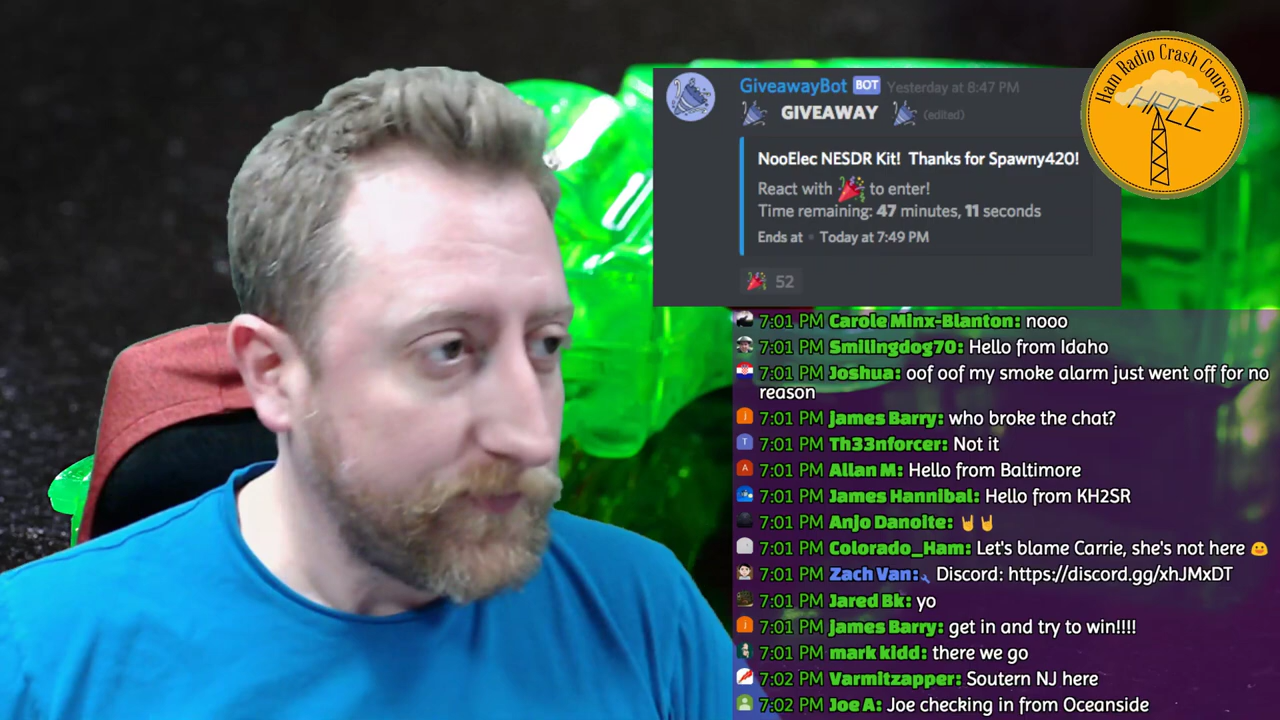 GiveawayBot BOT Yesterday at 8:47 PM
GIVEAWAY (edited)
NooElec NESDR Kit! Thanks for Spawny420!
React with 🎉 to enter!
Time remaining: 47 minutes, 11 seconds
Ends at • Today at 7:49 PM
🎉 52
Ham Radio Crash Course
HRCC
7:01 PM Carole Minx-Blanton: nooo
7:01 PM Smilingdog70: Hello from Idaho
7:01 PM Joshua: oof oof my smoke alarm just went off for no
reason
J 7:01 PM James Barry: who broke the chat?
T 7:01 PM Th33nforcer: Not it
A 7:01 PM Allan M: Hello from Baltimore
7:01 PM James Hannibal: Hello from KH2SR
7:01 PM Anjo Danoite: 🤘🤘
7:01 PM Colorado_Ham: Let's blame Carrie, she's not here
7:01 PM Zach Van: Discord: https://discord.gg/xhJMxDT
7:01 PM Jared Bk: yo
J 7:01 PM James Barry: get in and try to win!!!!
7:01 PM mark kidd: there we go
7:02 PM Varmitzapper: Soutern NJ here
7:02 PM Joe A: Joe checking in from Oceanside